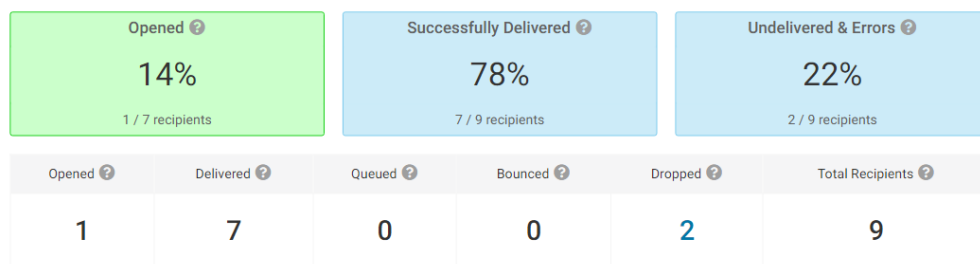 Opened ? Successfully Delivered ? Undelivered & Errors ?
14% 78% 22%
1 / 7 recipients 7 / 9 recipients 2 / 9 recipients
Opened ? Delivered ? Queued ? Bounced ? Dropped ? Total Recipients ?
1 7 0 0 2 9